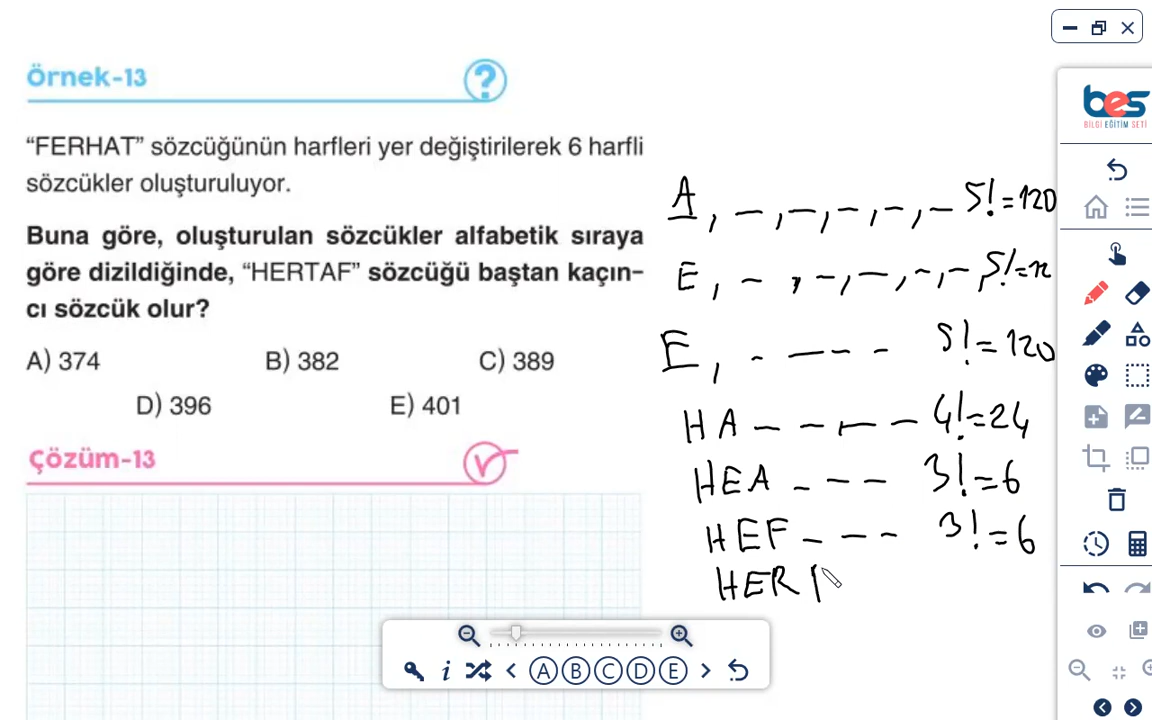 Örnek-13
?
"FERHAT" sözcüğünün harfleri yer değiştirilerek 6 harfli
sözcükler oluşturuluyor.
Buna göre, oluşturulan sözcükler alfabetik sıraya
göre dizildiğinde, "HERTAF" sözcüğü baştan kaçın-
cı sözcük olur?
A) 374 B) 382 C) 389
D) 396 E) 401
Çözüm-13
A, _, _, _, _, _ 5! = 120
E, _, _, _, _, _, 5! =
E, _ _ _ _ 5! = 120
H A _ _ _ _ 4! = 24
HEA _ _ _ 3! = 6
HEF _ _ _ 3! = 6
HER
bes
BİLGİ EĞİTİM SETİ
i A B C D E